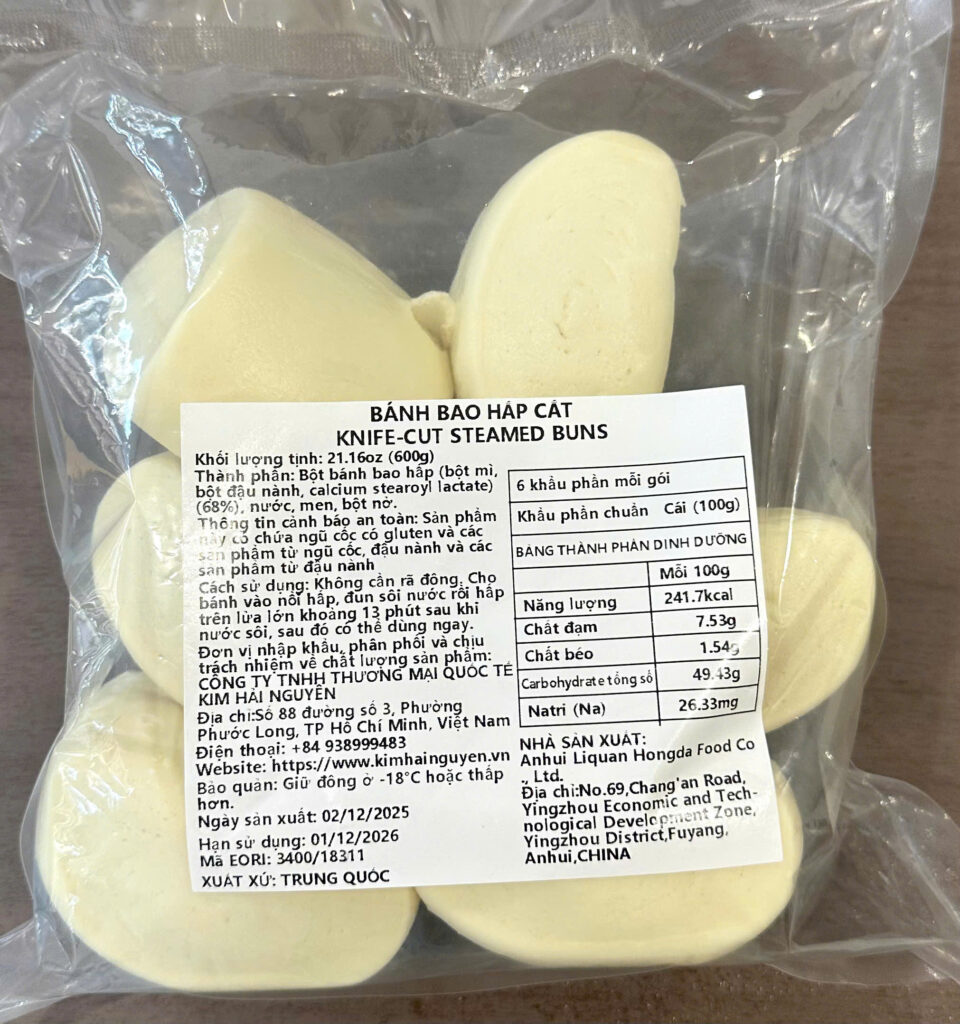 BÁNH BAO HẤP CẮT
KNIFE-CUT STEAMED BUNS
Khối lượng tịnh: 21.16oz (600g)
Thành phần: Bột bánh bao hấp (bột mì,
bột đậu nành, calcium stearoyl lactate)
(68%), nước, men, bột nở.
Thông tin cảnh báo an toàn: Sản phẩm
này có chứa ngũ cốc có gluten và các
sản phẩm từ ngũ cốc, đậu nành và các
sản phẩm từ đậu nành
Cách sử dụng: Không cần rã đông. Cho
bánh vào nồi hấp, đun sôi nước rồi hấp
trên lửa lớn khoảng 13 phút sau khi
nước sôi, sau đó có thể dùng ngay.
Đơn vị nhập khẩu, phân phối và chịu
trách nhiệm về chất lượng sản phẩm:
CÔNG TY TNHH THƯƠNG MẠI QUỐC TẾ
KIM HẢI NGUYÊN
Địa chỉ:Số 88 đường số 3, Phường
Phước Long, TP Hồ Chí Minh, Việt Nam
Điện thoại: +84 938999483
Website: https://www.kimhainguyen.vn
Bảo quản: Giữ đông ở -18°C hoặc thấp
hơn.
Ngày sản xuất: 02/12/2025
Hạn sử dụng: 01/12/2026
Mã EORI: 3400/18311
XUẤT XỨ: TRUNG QUỐC
6 khẩu phần mỗi gói
Khẩu phần chuẩn Cái (100g)
BẢNG THÀNH PHẦN DINH DƯỠNG
Mỗi 100g
Năng lượng 241.7kcal
Chất đạm 7.53g
Chất béo 1.54g
Carbohydrate tổng số 49.43g
Natri (Na) 26.33mg
NHÀ SẢN XUẤT:
Anhui Liquan Hongda Food Co
., Ltd.
Địa chỉ:No.69,Chang'an Road,
Yingzhou Economic and Tech-
nological Development Zone,
Yingzhou District,Fuyang,
Anhui,CHINA